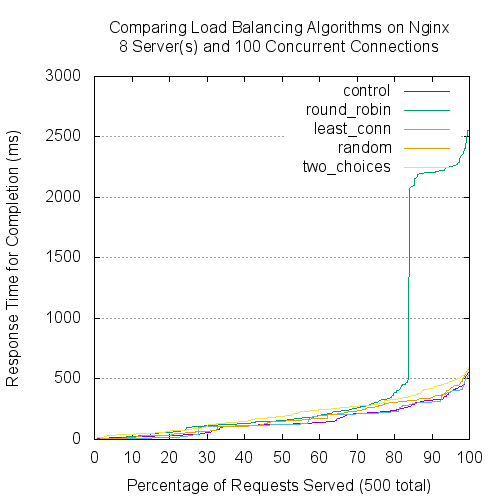 Comparing Load Balancing Algorithms on Nginx
8 Server(s) and 100 Concurrent Connections
3000
2500
2000
1500
1000
500
0
Response Time for Completion (ms)
control
round_robin
least_conn
random
two_choices
0 10 20 30 40 50 60 70 80 90 100
Percentage of Requests Served (500 total)